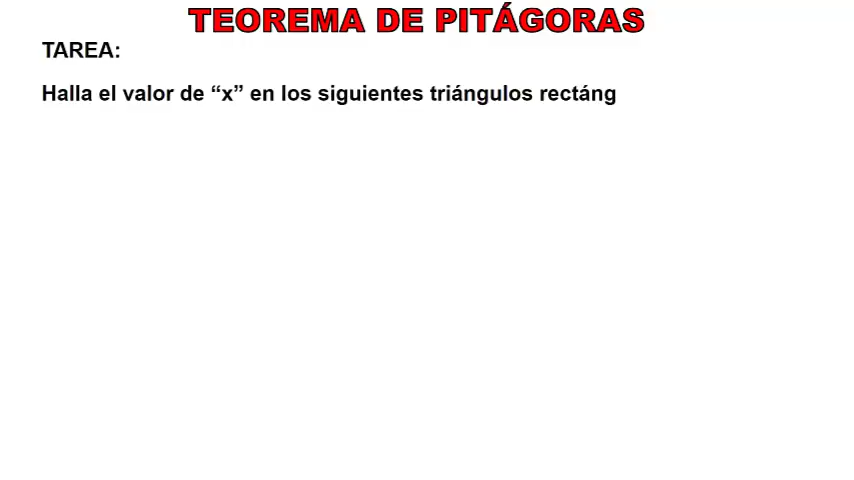 TEOREMA DE PITÁGORAS
TAREA:
Halla el valor de “x” en los siguientes triángulos rectáng